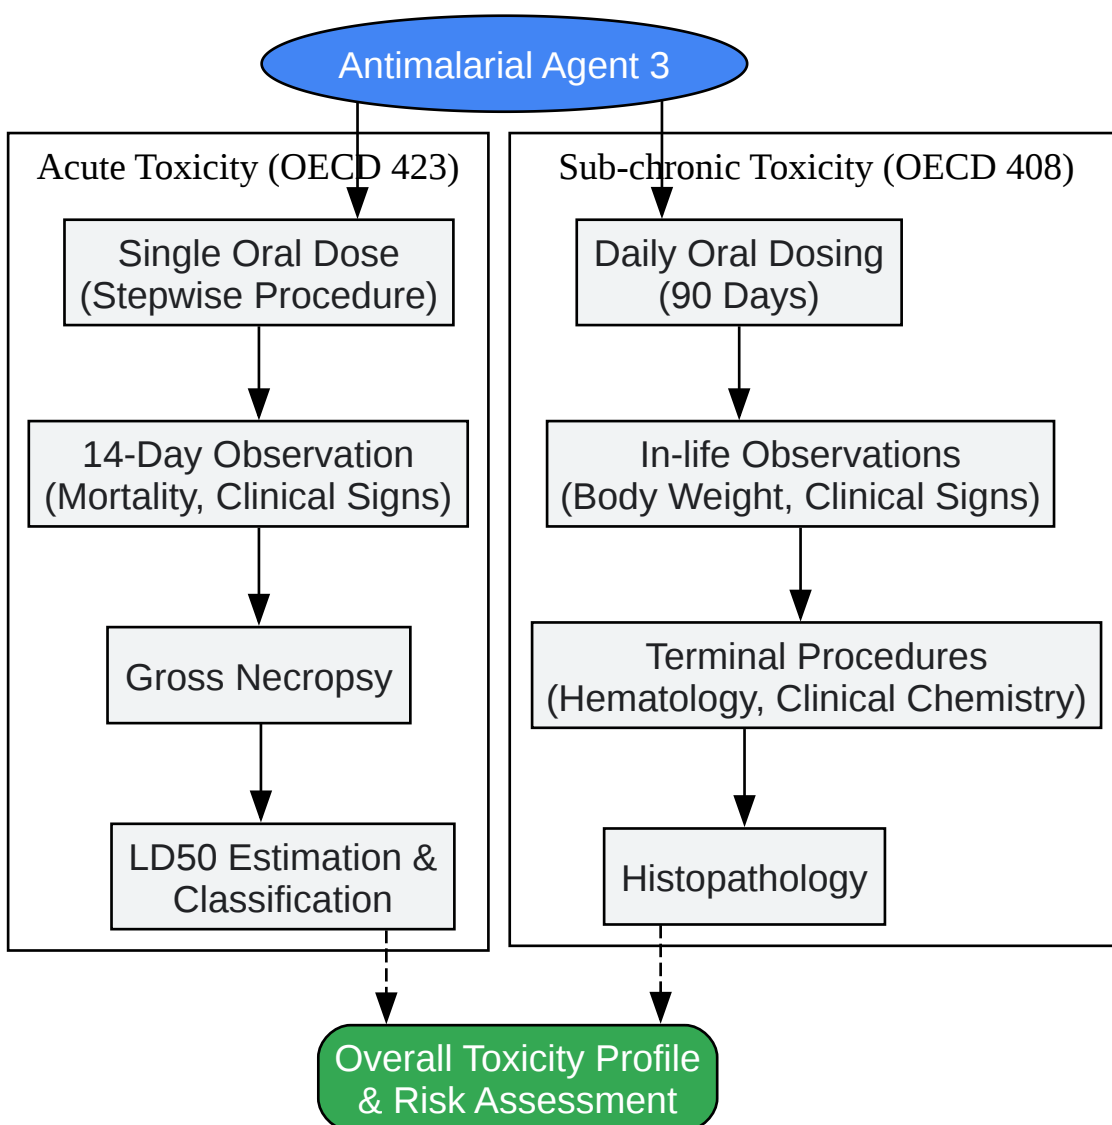 Antimalarial Agent 3
Acute Toxicity (OECD 423)
Single Oral Dose
(Stepwise Procedure)
14-Day Observation
(Mortality, Clinical Signs)
Gross Necropsy
LD50 Estimation &
Classification
Sub-chronic Toxicity (OECD 408)
Daily Oral Dosing
(90 Days)
In-life Observations
(Body Weight, Clinical Signs)
Terminal Procedures
(Hematology, Clinical Chemistry)
Histopathology
Overall Toxicity Profile
& Risk Assessment